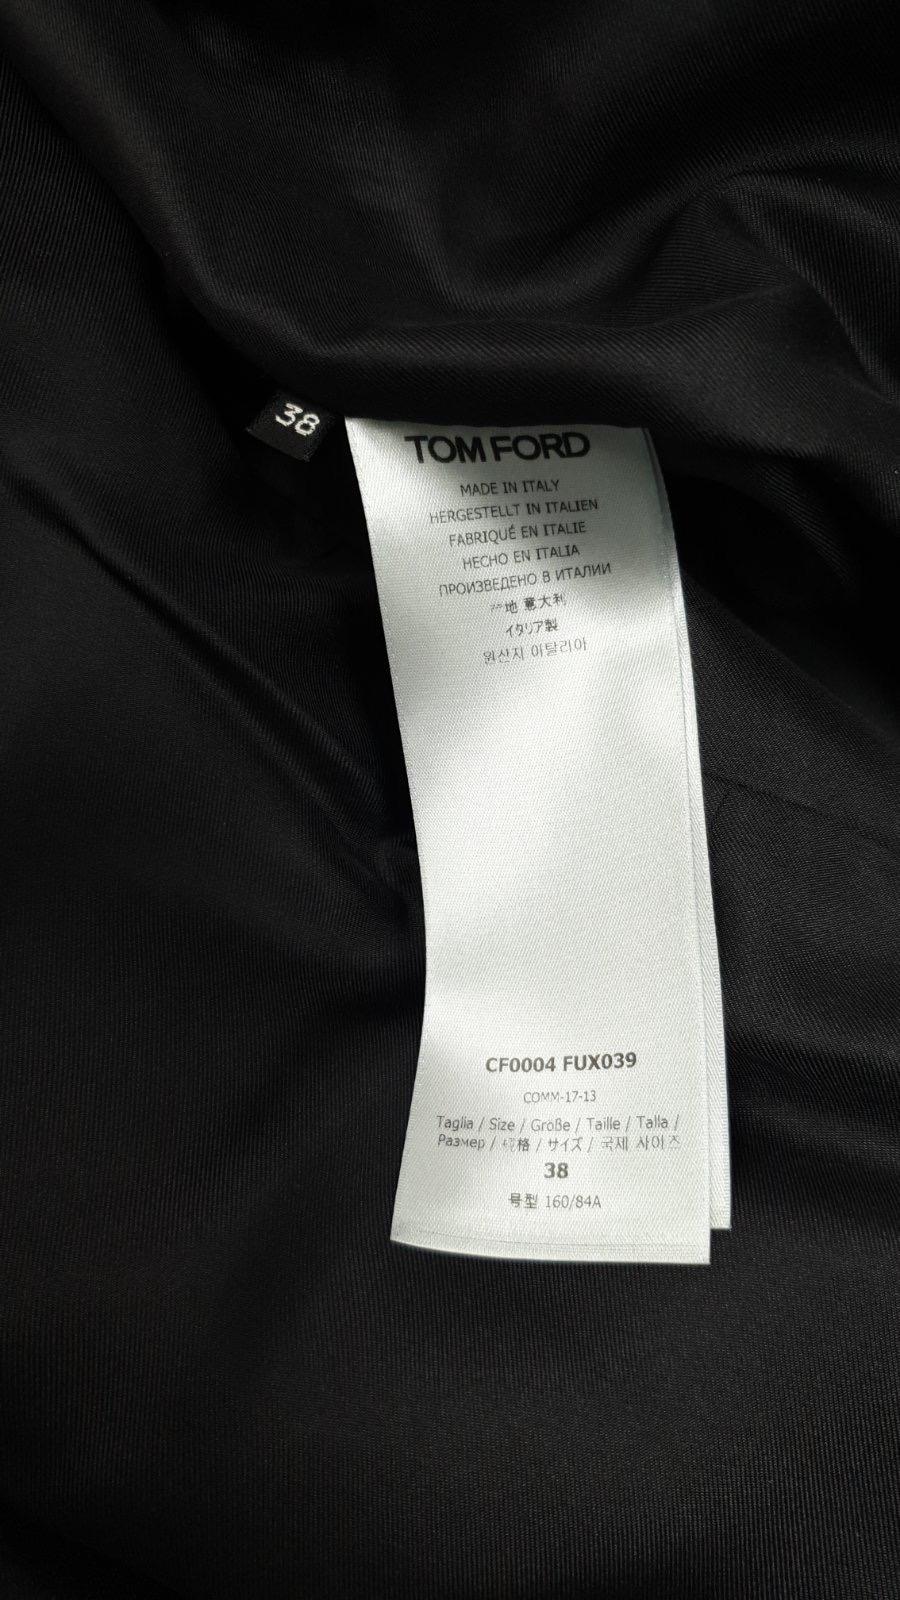 38
TOM FORD
MADE IN ITALY
HERGESTELLT IN ITALIEN
FABRIQUÉ EN ITALIE
HECHO EN ITALIA
ПРОИЗВЕДЕНО В ИТАЛИИ
地 意大利
イタリア製
원산지 이탈리아
CF0004 FUX039
COMM-17-13
Taglia / Size / Größe / Taille / Talla /
Размер / 格 / サイズ / 국제 사이즈
38
号型 160/84A